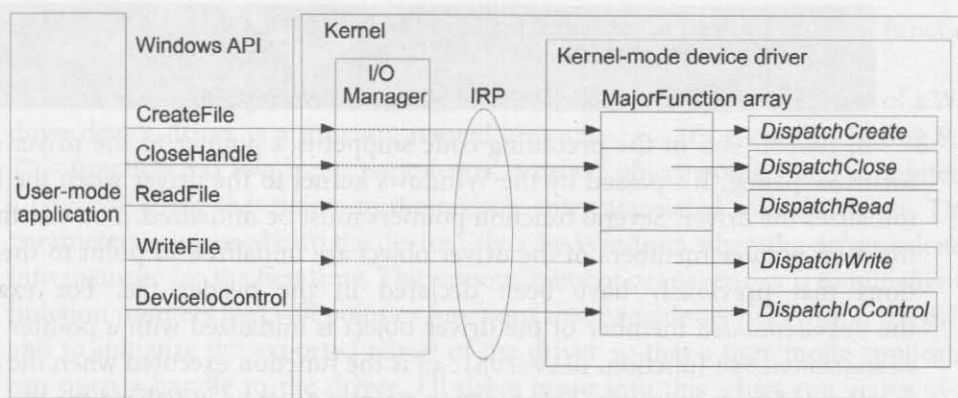 Windows API
Kernel
Kernel-mode device driver
I/O
Manager
IRP
MajorFunction array
User-mode
application
CreateFile
CloseHandle
ReadFile
WriteFile
DeviceIoControl
DispatchCreate
DispatchClose
DispatchRead
DispatchWrite
DispatchIoControl